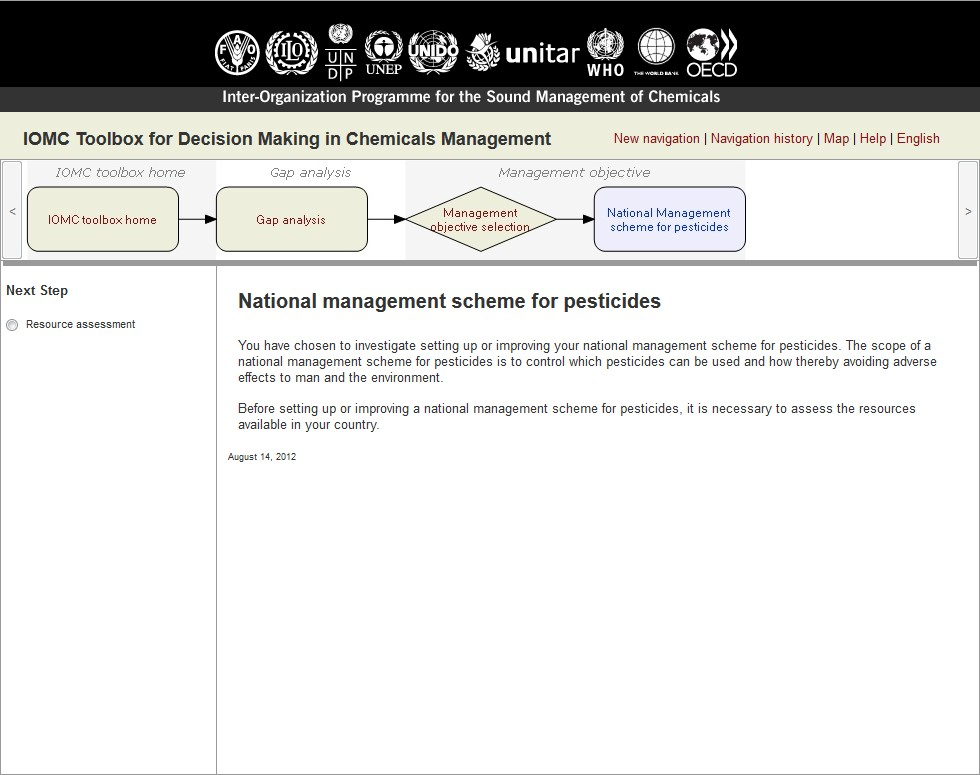 FAO
FIAT PANIS
ILO
UN
DP
UNEP
UNIDO
unitar
WHO
THE WORLD BANK
OECD
Inter-Organization Programme for the Sound Management of Chemicals
IOMC Toolbox for Decision Making in Chemicals Management
New navigation | Navigation history | Map | Help | English
IOMC toolbox home
Gap analysis
Management objective
<
IOMC toolbox home
Gap analysis
Management
objective selection
National Management
scheme for pesticides
>
Next Step
Resource assessment
National management scheme for pesticides
You have chosen to investigate setting up or improving your national management scheme for pesticides. The scope of a
national management scheme for pesticides is to control which pesticides can be used and how thereby avoiding adverse
effects to man and the environment.
Before setting up or improving a national management scheme for pesticides, it is necessary to assess the resources
available in your country.
August 14, 2012